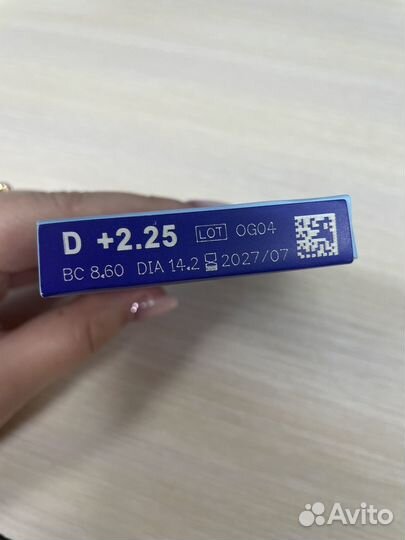 D +2.25 LOT OG04
BC 8.60 DIA 14.2 2027/07
Avito